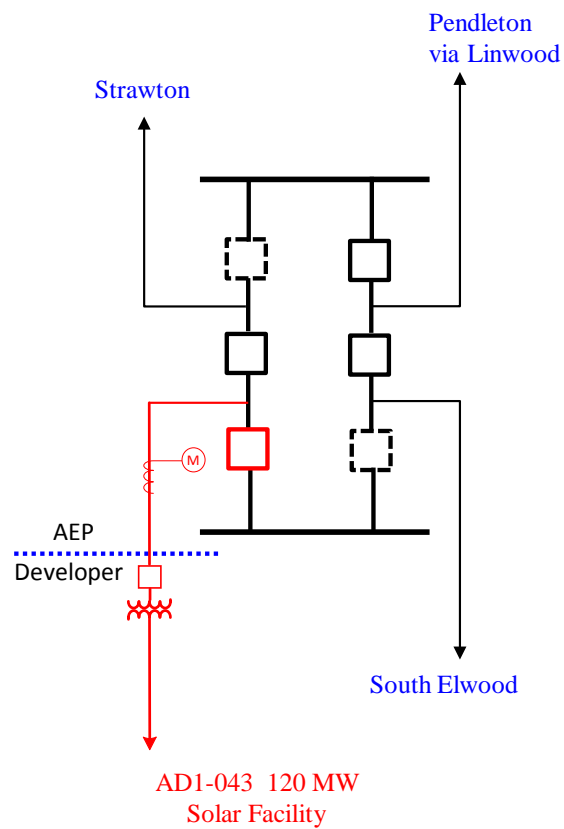 Pendleton
via Linwood
Strawton
M
AEP
Developer
South Elwood
AD1-043 120 MW
Solar Facility